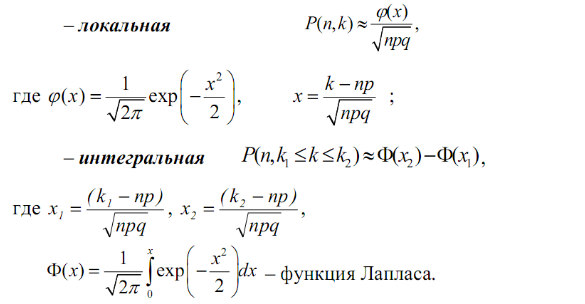 – локальная P(n,k) ≈ φ(x)/√npq,
где φ(x) = 1/√2π exp(−x²/2), x = k − np/√npq ;
– интегральная P(n,k₁ ≤ k ≤ k₂) ≈ Φ(x₂) − Φ(x₁),
где x₁ = (k₁ − np)/√npq, x₂ = (k₂ − np)/√npq,
Φ(x) = 1/√2π ∫₀ˣ exp(−x²/2)dx – функция Лапласа.